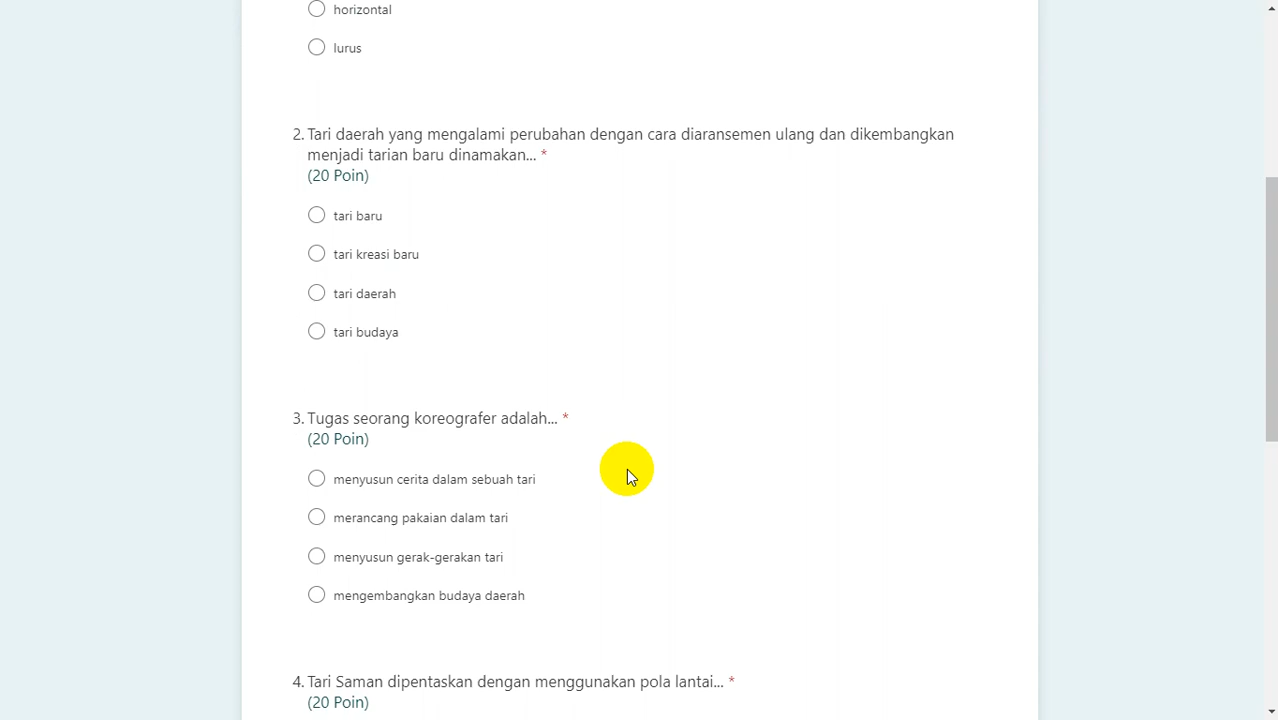 horizontal
lurus
2. Tari daerah yang mengalami perubahan dengan cara diaransemen ulang dan dikembangkan
menjadi tarian baru dinamakan... *
(20 Poin)
tari baru
tari kreasi baru
tari daerah
tari budaya
3. Tugas seorang koreografer adalah... *
(20 Poin)
menyusun cerita dalam sebuah tari
merancang pakaian dalam tari
menyusun gerak-gerakan tari
mengembangkan budaya daerah
4. Tari Saman dipentaskan dengan menggunakan pola lantai... *
(20 Poin)